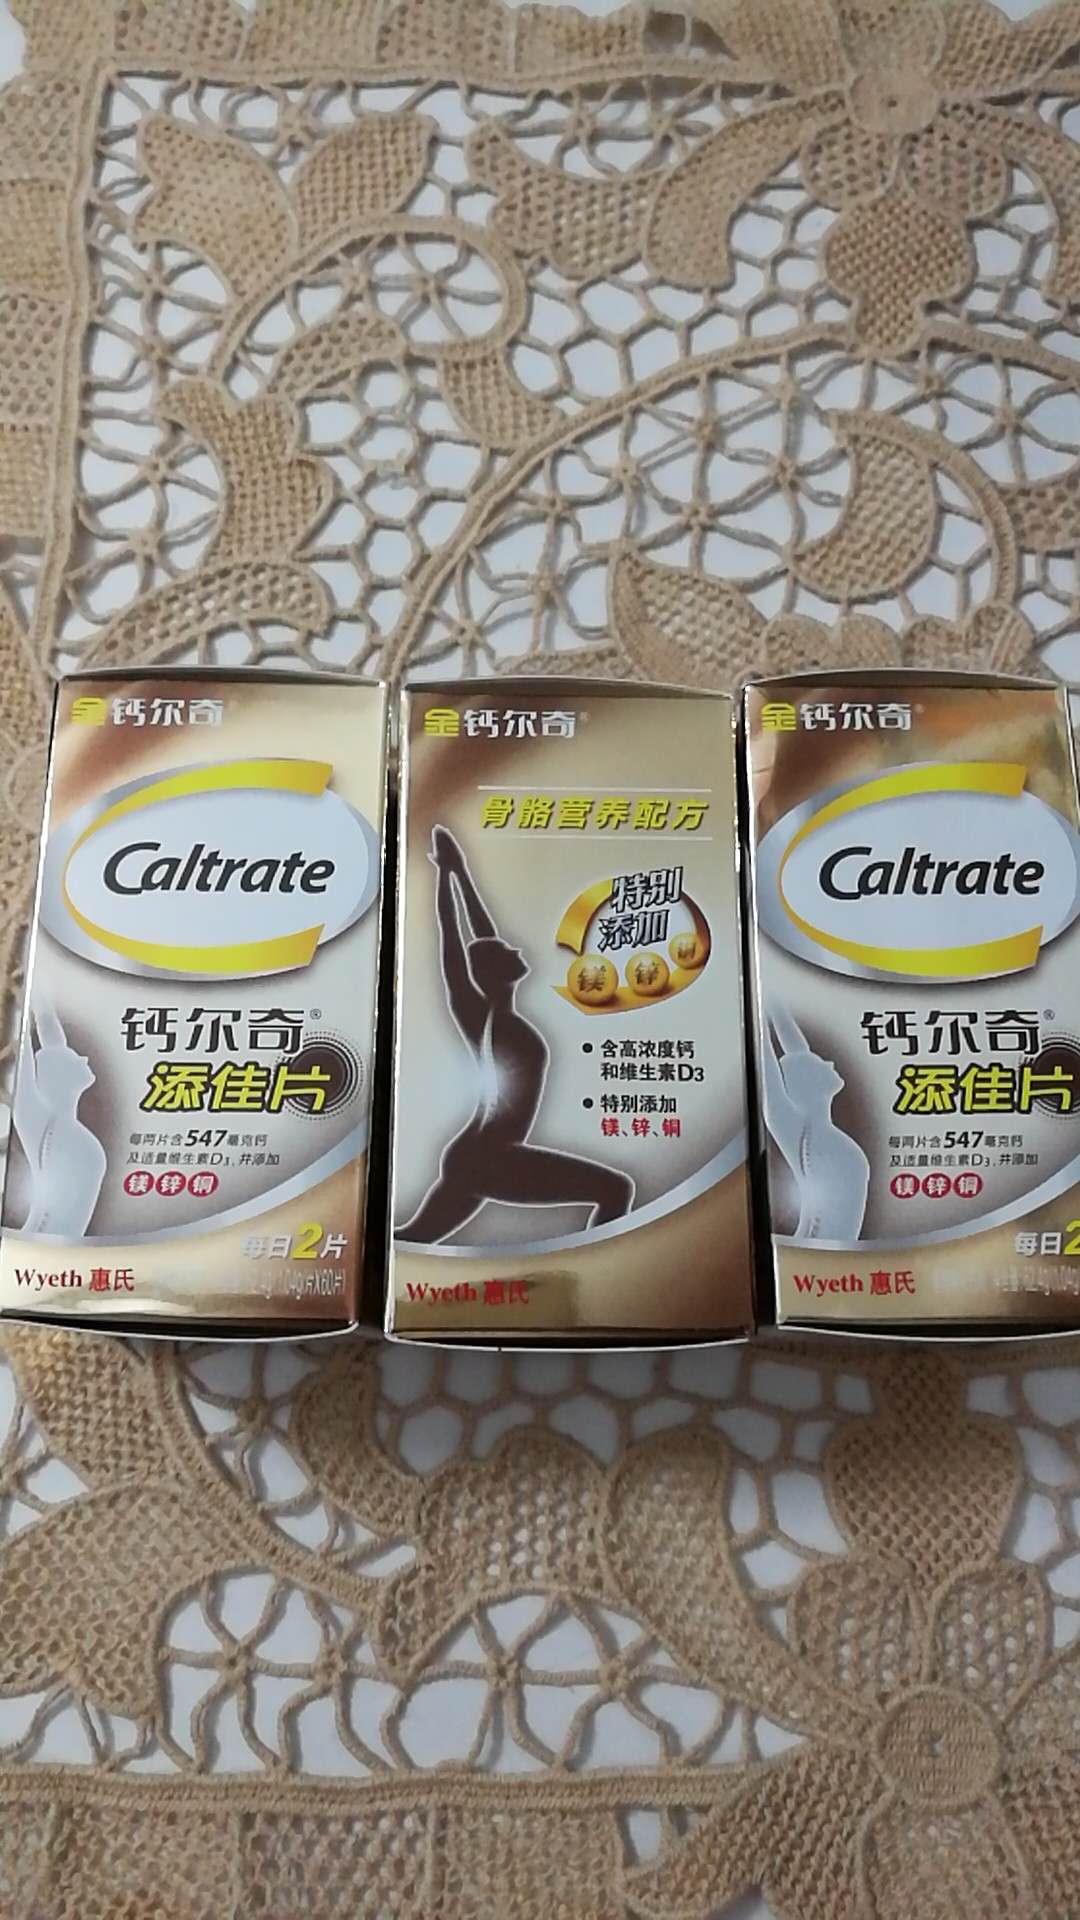 金钙尔奇®
Caltrate
钙尔奇®
添佳片
每两片含547毫克钙
及适量维生素D3,并添加
镁 锌 铜
每日2片
Wyeth 惠氏
金钙尔奇®
骨骼营养配方
特别
添加
镁 锌 铜
● 含高浓度钙
和维生素D3
● 特别添加
镁、锌、铜
Wyeth 惠氏
金钙尔奇®
Caltrate
钙尔奇®
添佳片
每两片含547毫克钙
及适量维生素D3,并添加
镁 锌 铜
每日2
Wyeth 惠氏